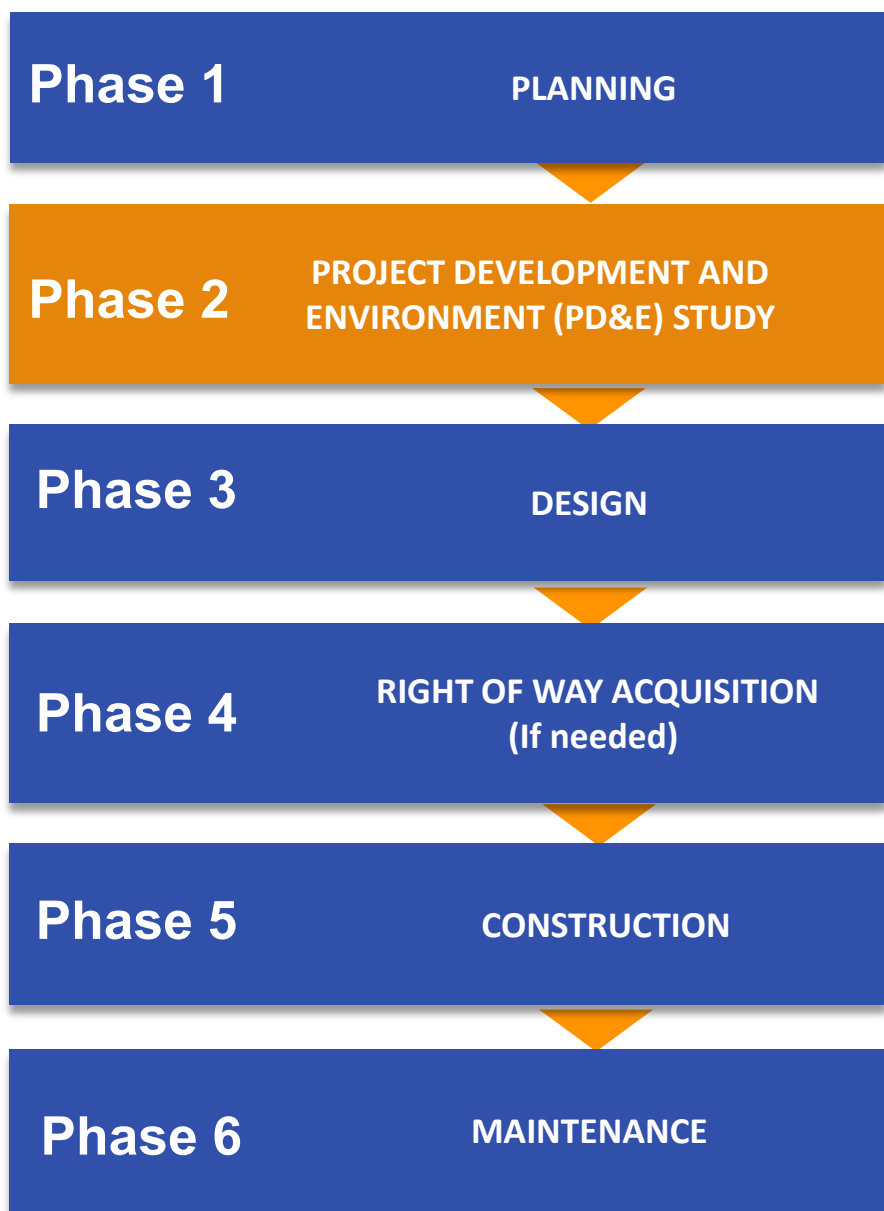 Phase 1
PLANNING
Phase 2
PROJECT DEVELOPMENT AND
ENVIRONMENT (PD&E) STUDY
Phase 3
DESIGN
Phase 4
RIGHT OF WAY ACQUISITION
(If needed)
Phase 5
CONSTRUCTION
Phase 6
MAINTENANCE